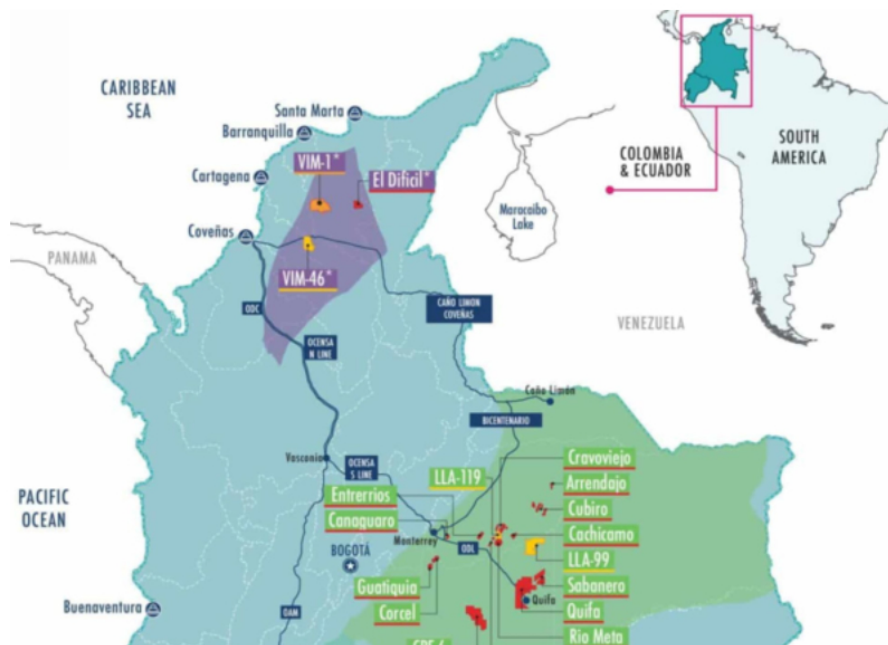 CARIBBEAN
SEA
Santa Marta
Barranquilla
VIM-1*
El Dificil*
Cartagena
Coveñas
PANAMA
VIM-46*
Maracaibo
Lake
COLOMBIA
& ECUADOR
SOUTH
AMERICA
ODC
CAÑO LIMON
COVEÑAS
VENEZUELA
OCENSA
N LINE
Caño Limón
BICENTENARIO
Vasconia
OCENSA
S LINE
LLA-119
Cravoviejo
Arrendajo
PACIFIC
OCEAN
Entrerrios
Cubiro
Canaguaro
Cachicamo
Monterrey
ODL
LLA-99
BOGOTÁ
Sabanero
Guatiquia
Quifa
Quifa
Buenaventura
Corcel
OAM
Rio Meta